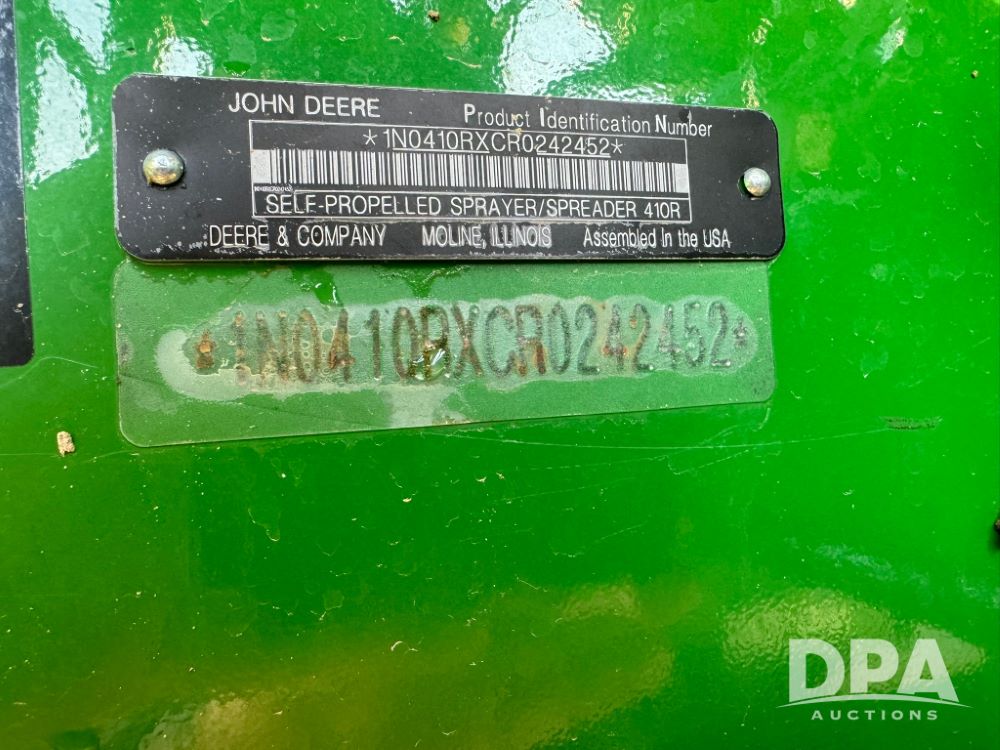 JOHN DEERE Product Identification Number
*1N0410RXCR0242452*
SELF-PROPELLED SPRAYER/SPREADER 410R
DEERE & COMPANY MOLINE, ILLINOIS Assembled In the USA
*1N0410RXCR0242452*
DPA
AUCTIONS